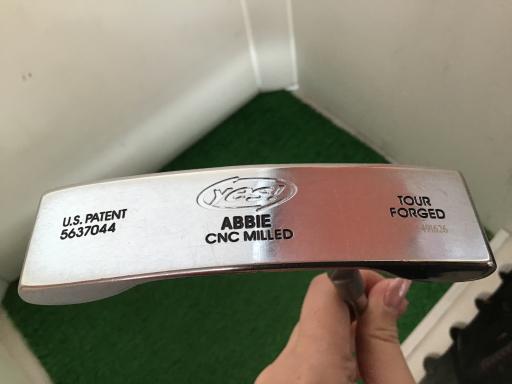 U.S. PATENT
5637044
yes!
ABBIE
CNC MILLED
TOUR
FORGED